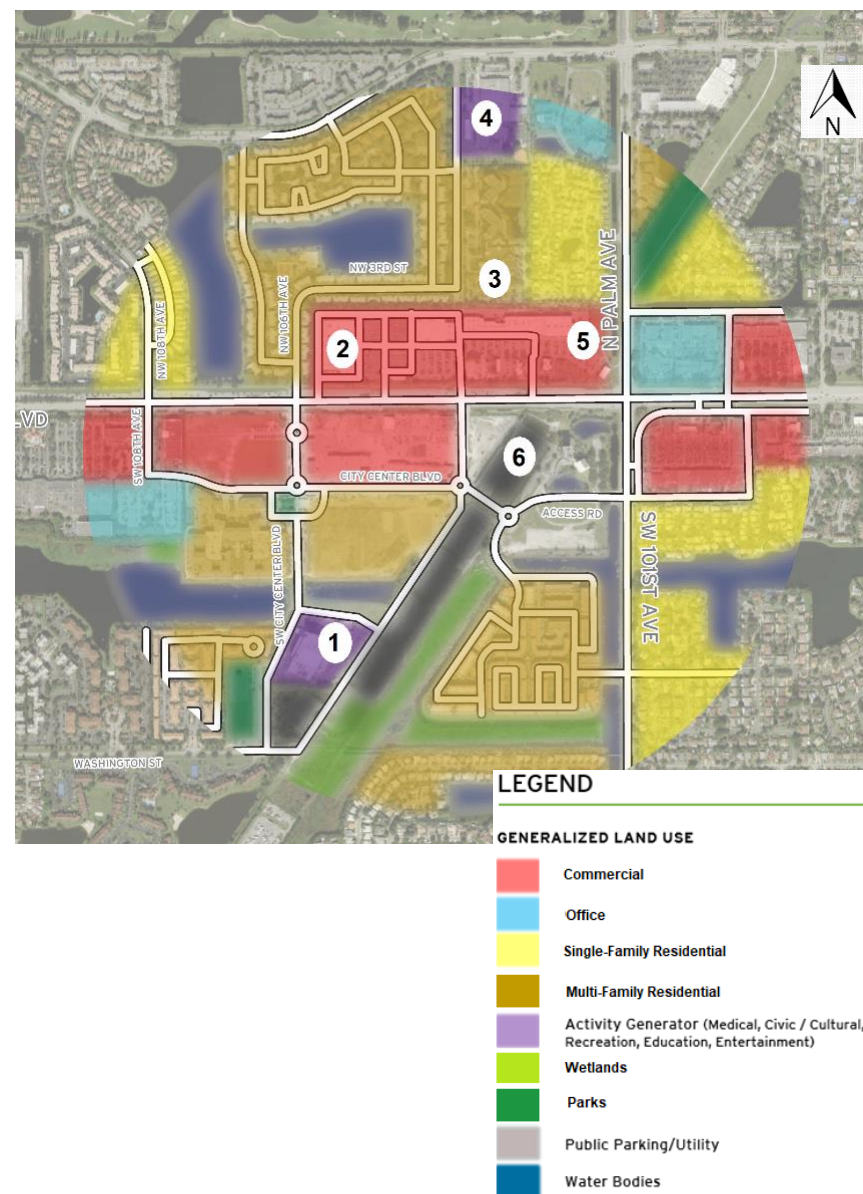 N
4
N PALM AVE
NW 3RD ST
3
NW 108TH AVE
NW 106TH AVE
2
5
LVD
SW 108TH AVE
6
CITY CENTER BLVD
ACCESS RD
SW CITY CENTER BLVD
SW 101ST AVE
1
WASHINGTON ST
LEGEND
GENERALIZED LAND USE
Commercial
Office
Single-Family Residential
Multi-Family Residential
Activity Generator (Medical, Civic / Cultural,
Recreation, Education, Entertainment)
Wetlands
Parks
Public Parking/Utility
Water Bodies